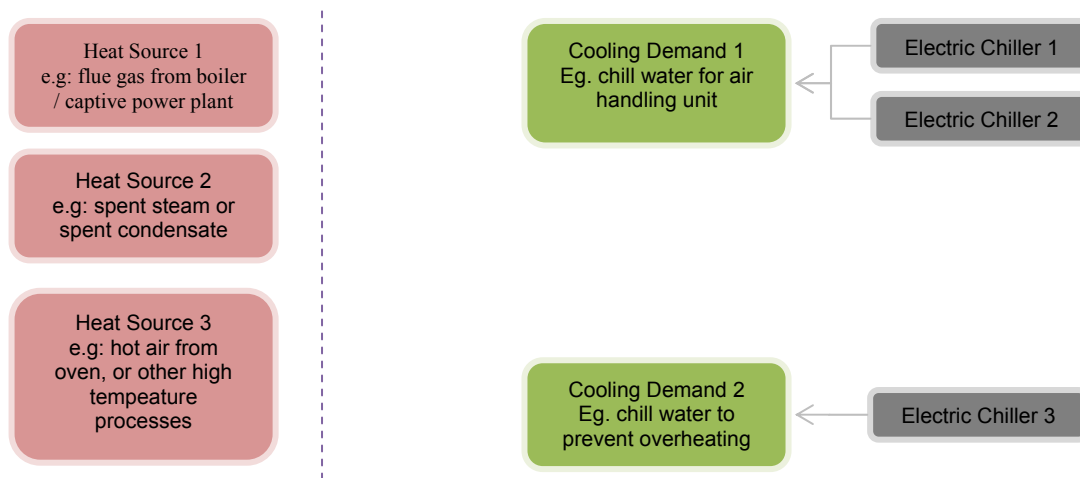 Heat Source 1
e.g: flue gas from boiler
/ captive power plant
Heat Source 2
e.g: spent steam or
spent condensate
Heat Source 3
e.g: hot air from
oven, or other high
tempeature
processes
Cooling Demand 1
Eg. chill water for air
handling unit
Electric Chiller 1
Electric Chiller 2
Cooling Demand 2
Eg. chill water to
prevent overheating
Electric Chiller 3